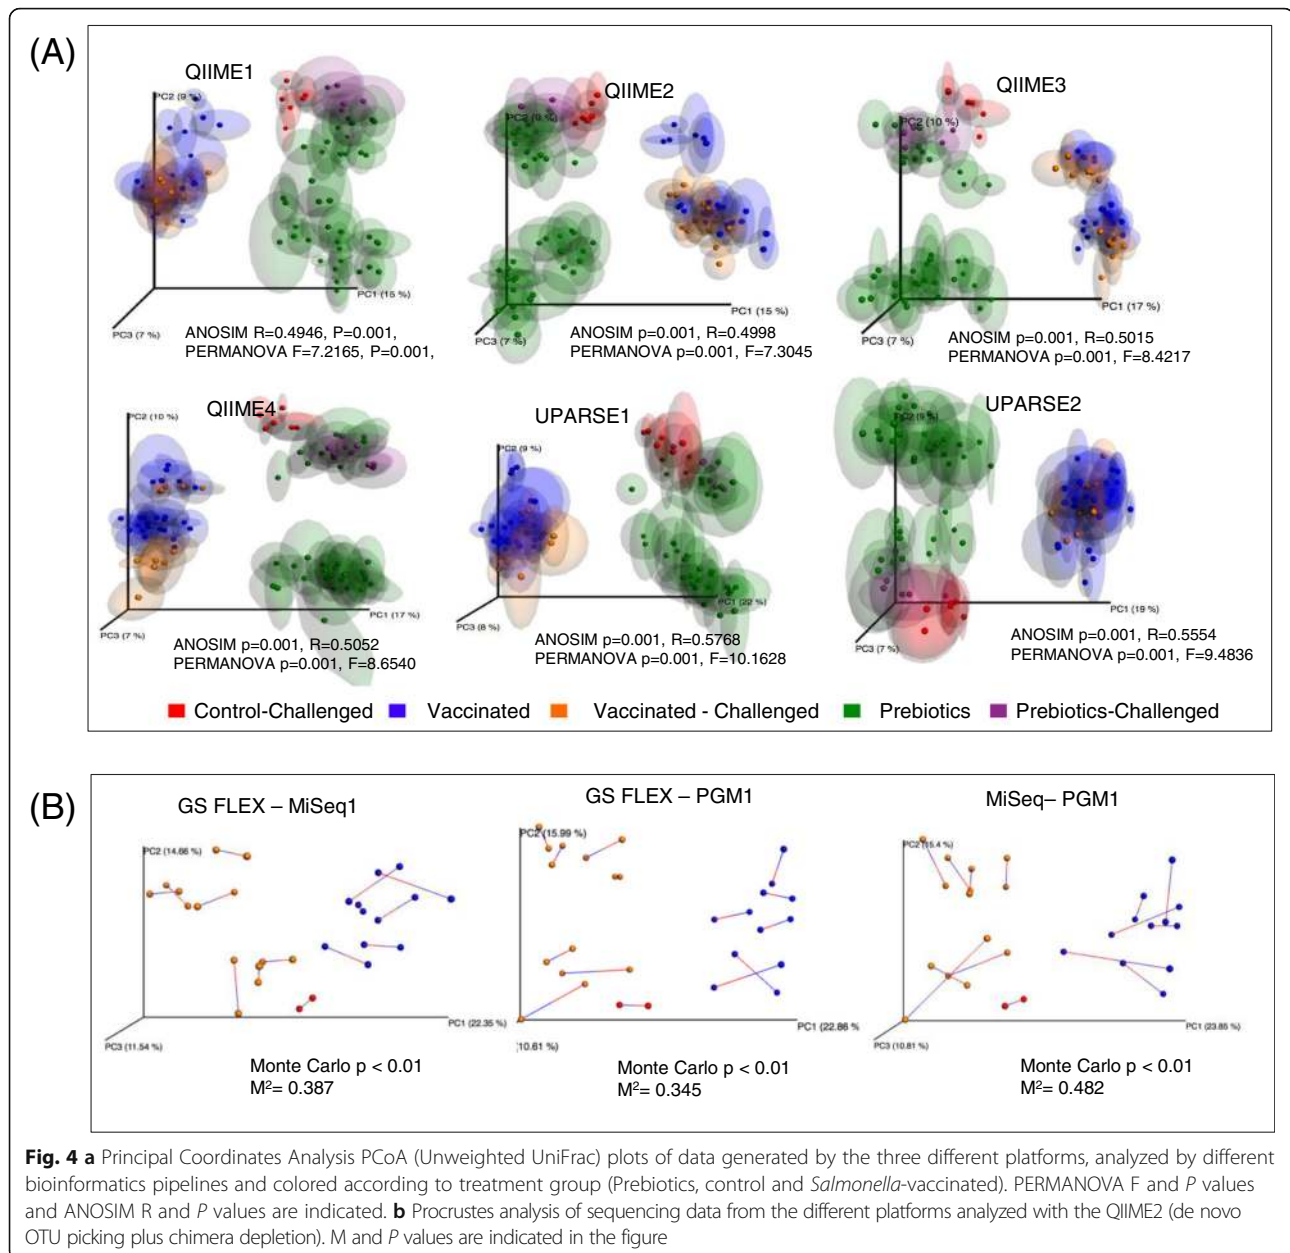 (A)
QIIME1
QIIME2
QIIME3
PC2 (9 %)
PC2 (9 %)
PC2 (10 %)
PC1 (15 %)
PC1 (15 %)
PC1 (17 %)
PC3 (7 %)
PC3 (7 %)
PC3 (7 %)
ANOSIM R=0.4946, P=0.001,
PERMANOVA F=7.2165, P=0.001,
ANOSIM p=0.001, R=0.4998
PERMANOVA p=0.001, F=7.3045
ANOSIM p=0.001, R=0.5015
PERMANOVA p=0.001, F=8.4217
QIIME4
UPARSE1
UPARSE2
PC2 (10 %)
PC2 (9 %)
PC2 (9 %)
PC1 (17 %)
PC1 (22 %)
PC1 (19 %)
PC3 (7 %)
PC3 (8 %)
PC3 (7 %)
ANOSIM p=0.001, R=0.5052
PERMANOVA p=0.001, F=8.6540
ANOSIM p=0.001, R=0.5768
PERMANOVA p=0.001, F=10.1628
ANOSIM p=0.001, R=0.5554
PERMANOVA p=0.001, F=9.4836
Control-Challenged Vaccinated Vaccinated - Challenged Prebiotics Prebiotics-Challenged
(B)
GS FLEX – MiSeq1
GS FLEX – PGM1
MiSeq– PGM1
PC2 (14.66 %)
PC2 (15.99 %)
PC2 (15.4 %)
PC1 (22.35 %)
PC1 (22.86 %)
PC1 (23.85 %)
PC3 (11.54 %)
(10.61 %)
PC3 (10.81 %)
Monte Carlo p < 0.01
M²= 0.387
Monte Carlo p < 0.01
M²= 0.345
Monte Carlo p < 0.01
M²= 0.482
Fig. 4 a Principal Coordinates Analysis PCoA (Unweighted UniFrac) plots of data generated by the three different platforms, analyzed by different
bioinformatics pipelines and colored according to treatment group (Prebiotics, control and Salmonella-vaccinated). PERMANOVA F and P values
and ANOSIM R and P values are indicated. b Procrustes analysis of sequencing data from the different platforms analyzed with the QIIME2 (de novo
OTU picking plus chimera depletion). M and P values are indicated in the figure